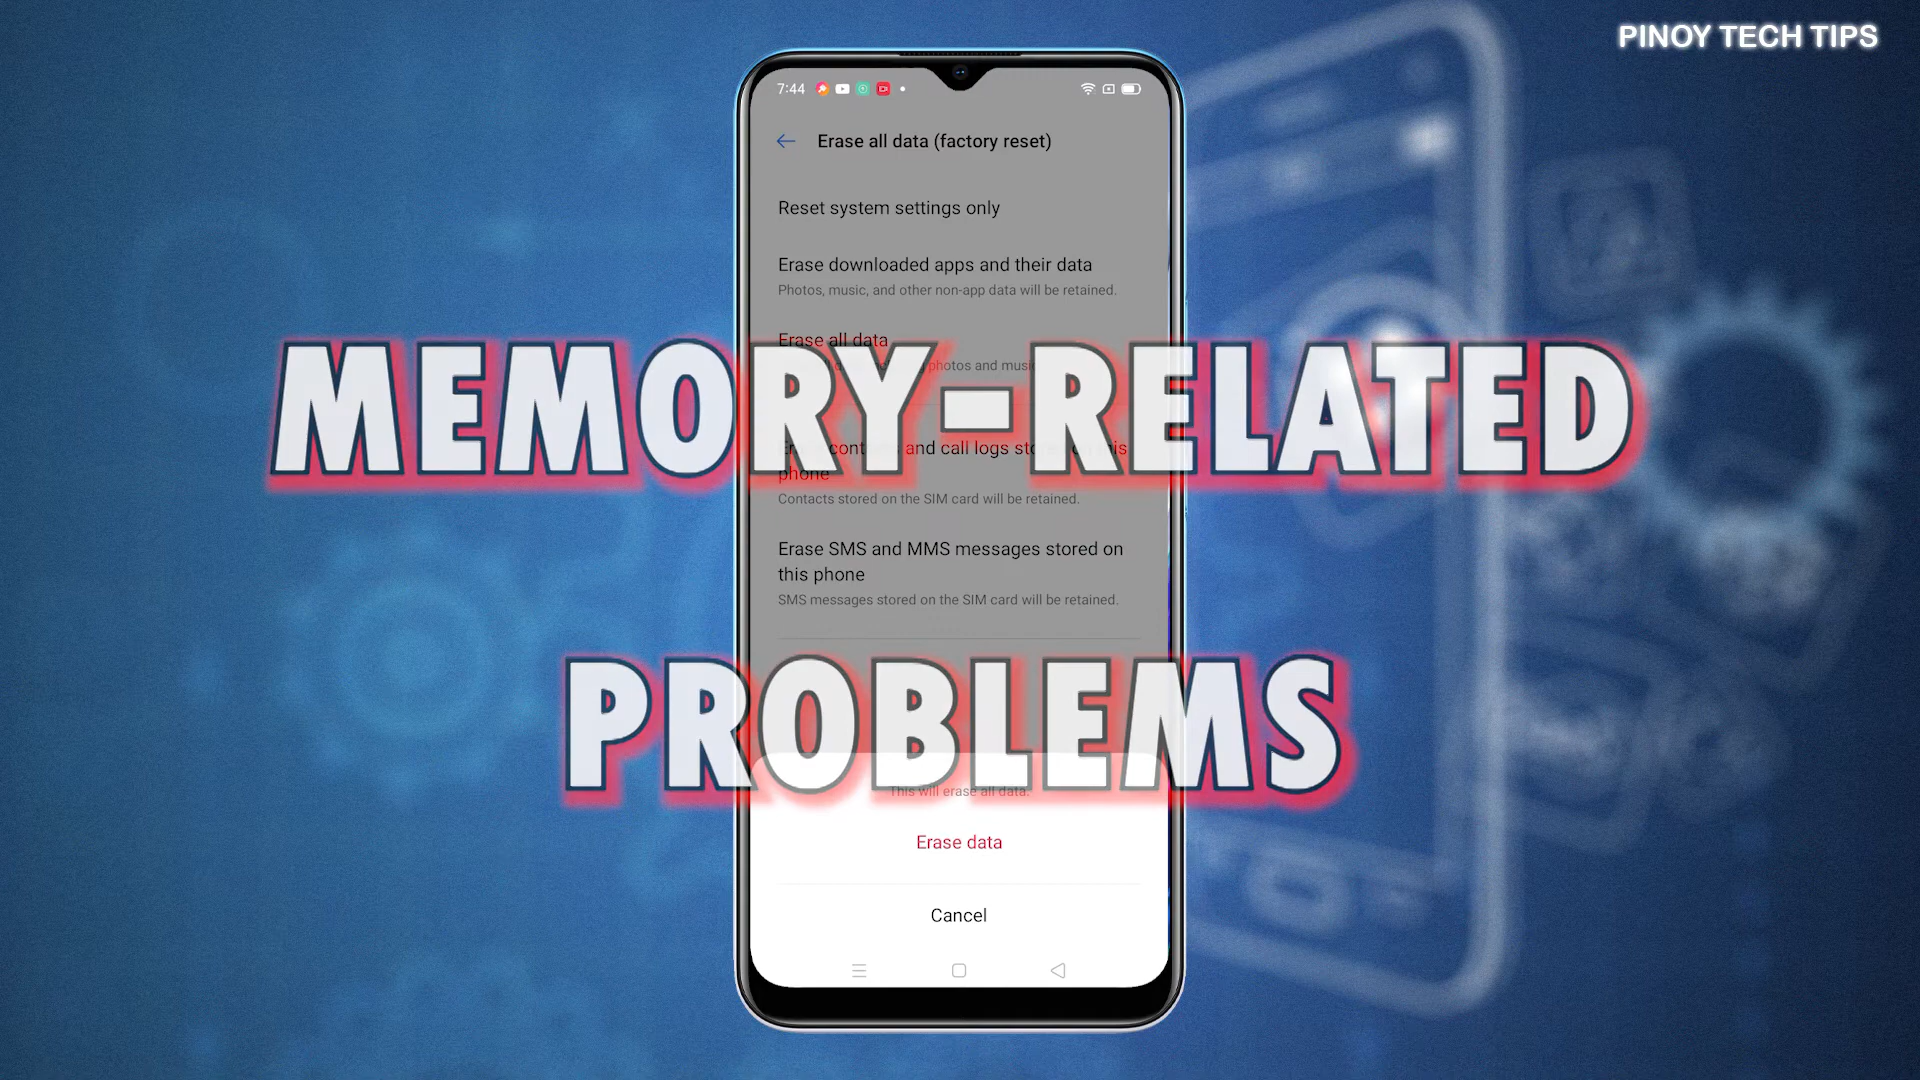 PINOY TECH TIPS
7:44
Erase all data (factory reset)
Reset system settings only
Erase downloaded apps and their data
Photos, music, and other non-app data will be retained.
Erase all data
photos and music
MEMORY-RELATED
and call logs
this
phone
Contacts stored on the SIM card will be retained.
Erase SMS and MMS messages stored on
this phone
SMS messages stored on the SIM card will be retained.
PROBLEMS
This will erase all data.
Erase data
Cancel